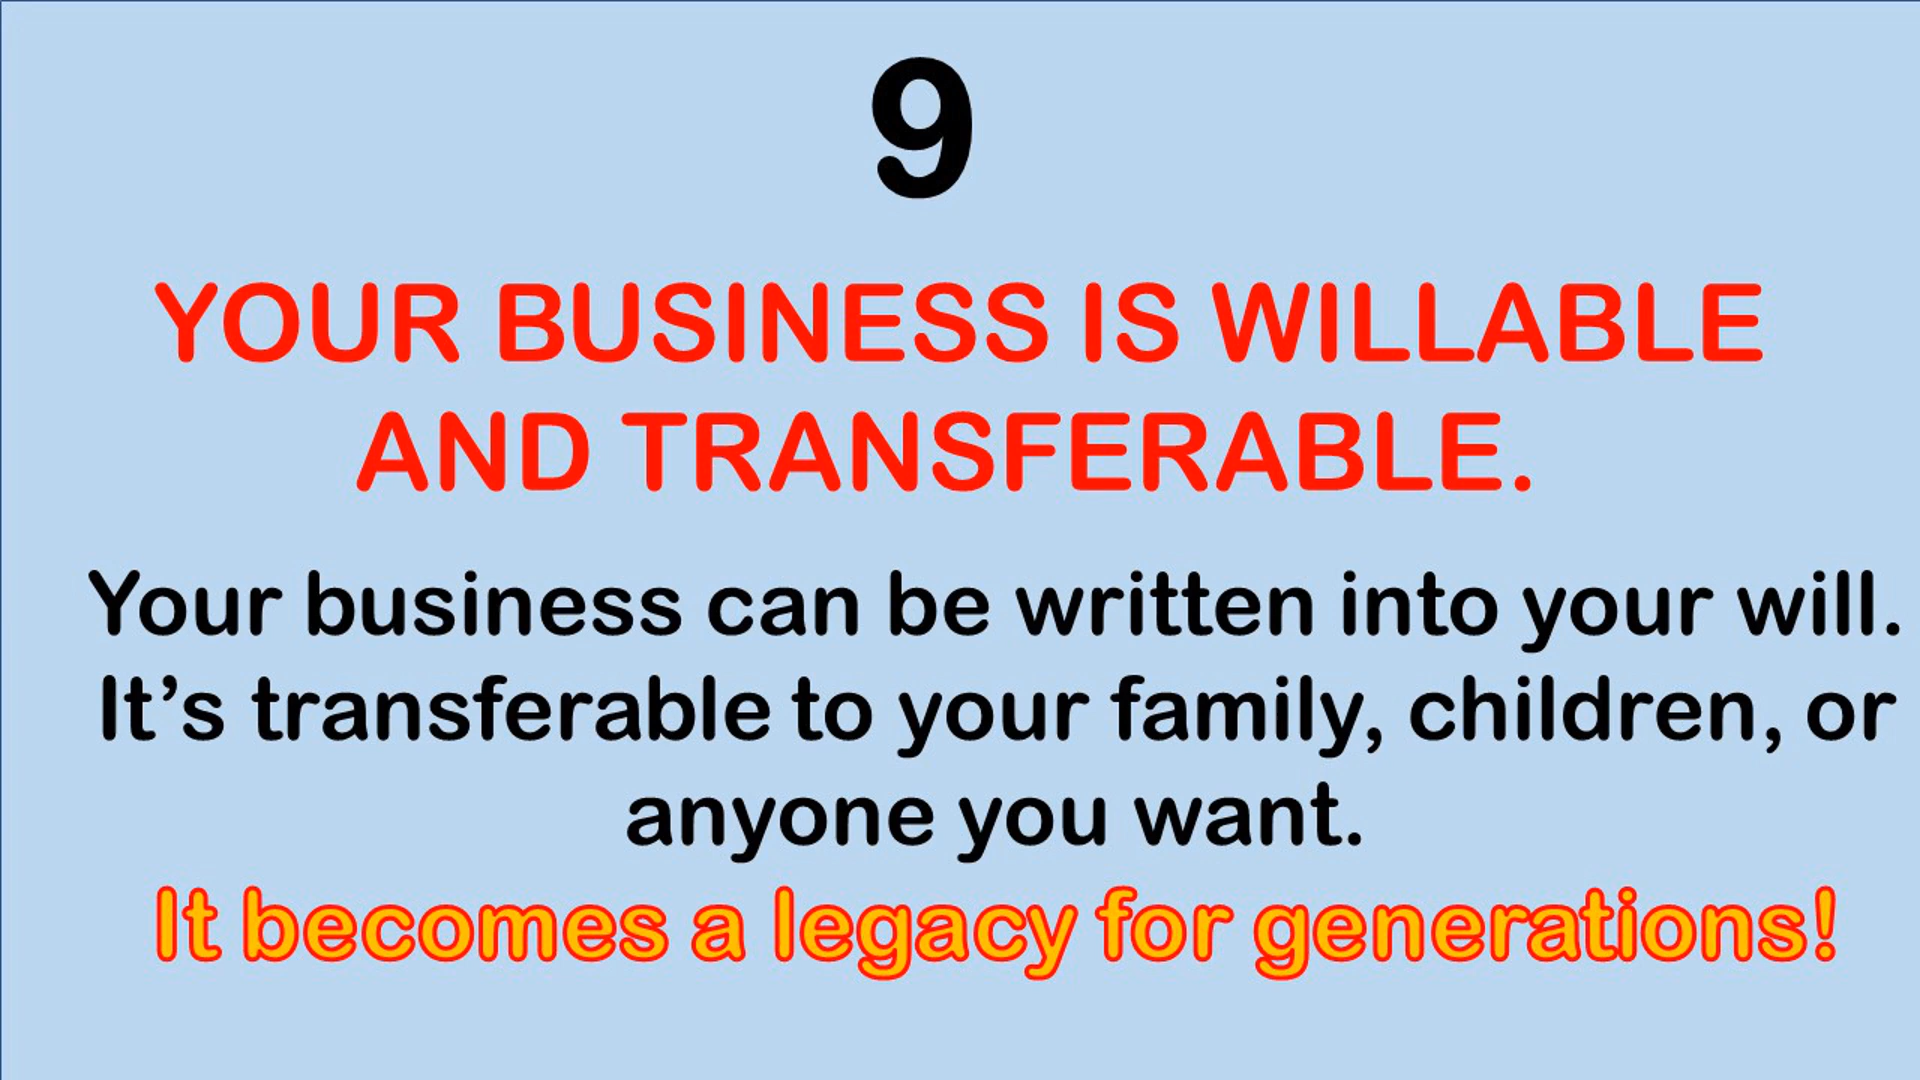 9
YOUR BUSINESS IS WILLABLE
AND TRANSFERABLE.
Your business can be written into your will.
It’s transferable to your family, children, or
anyone you want.
It becomes a legacy for generations!